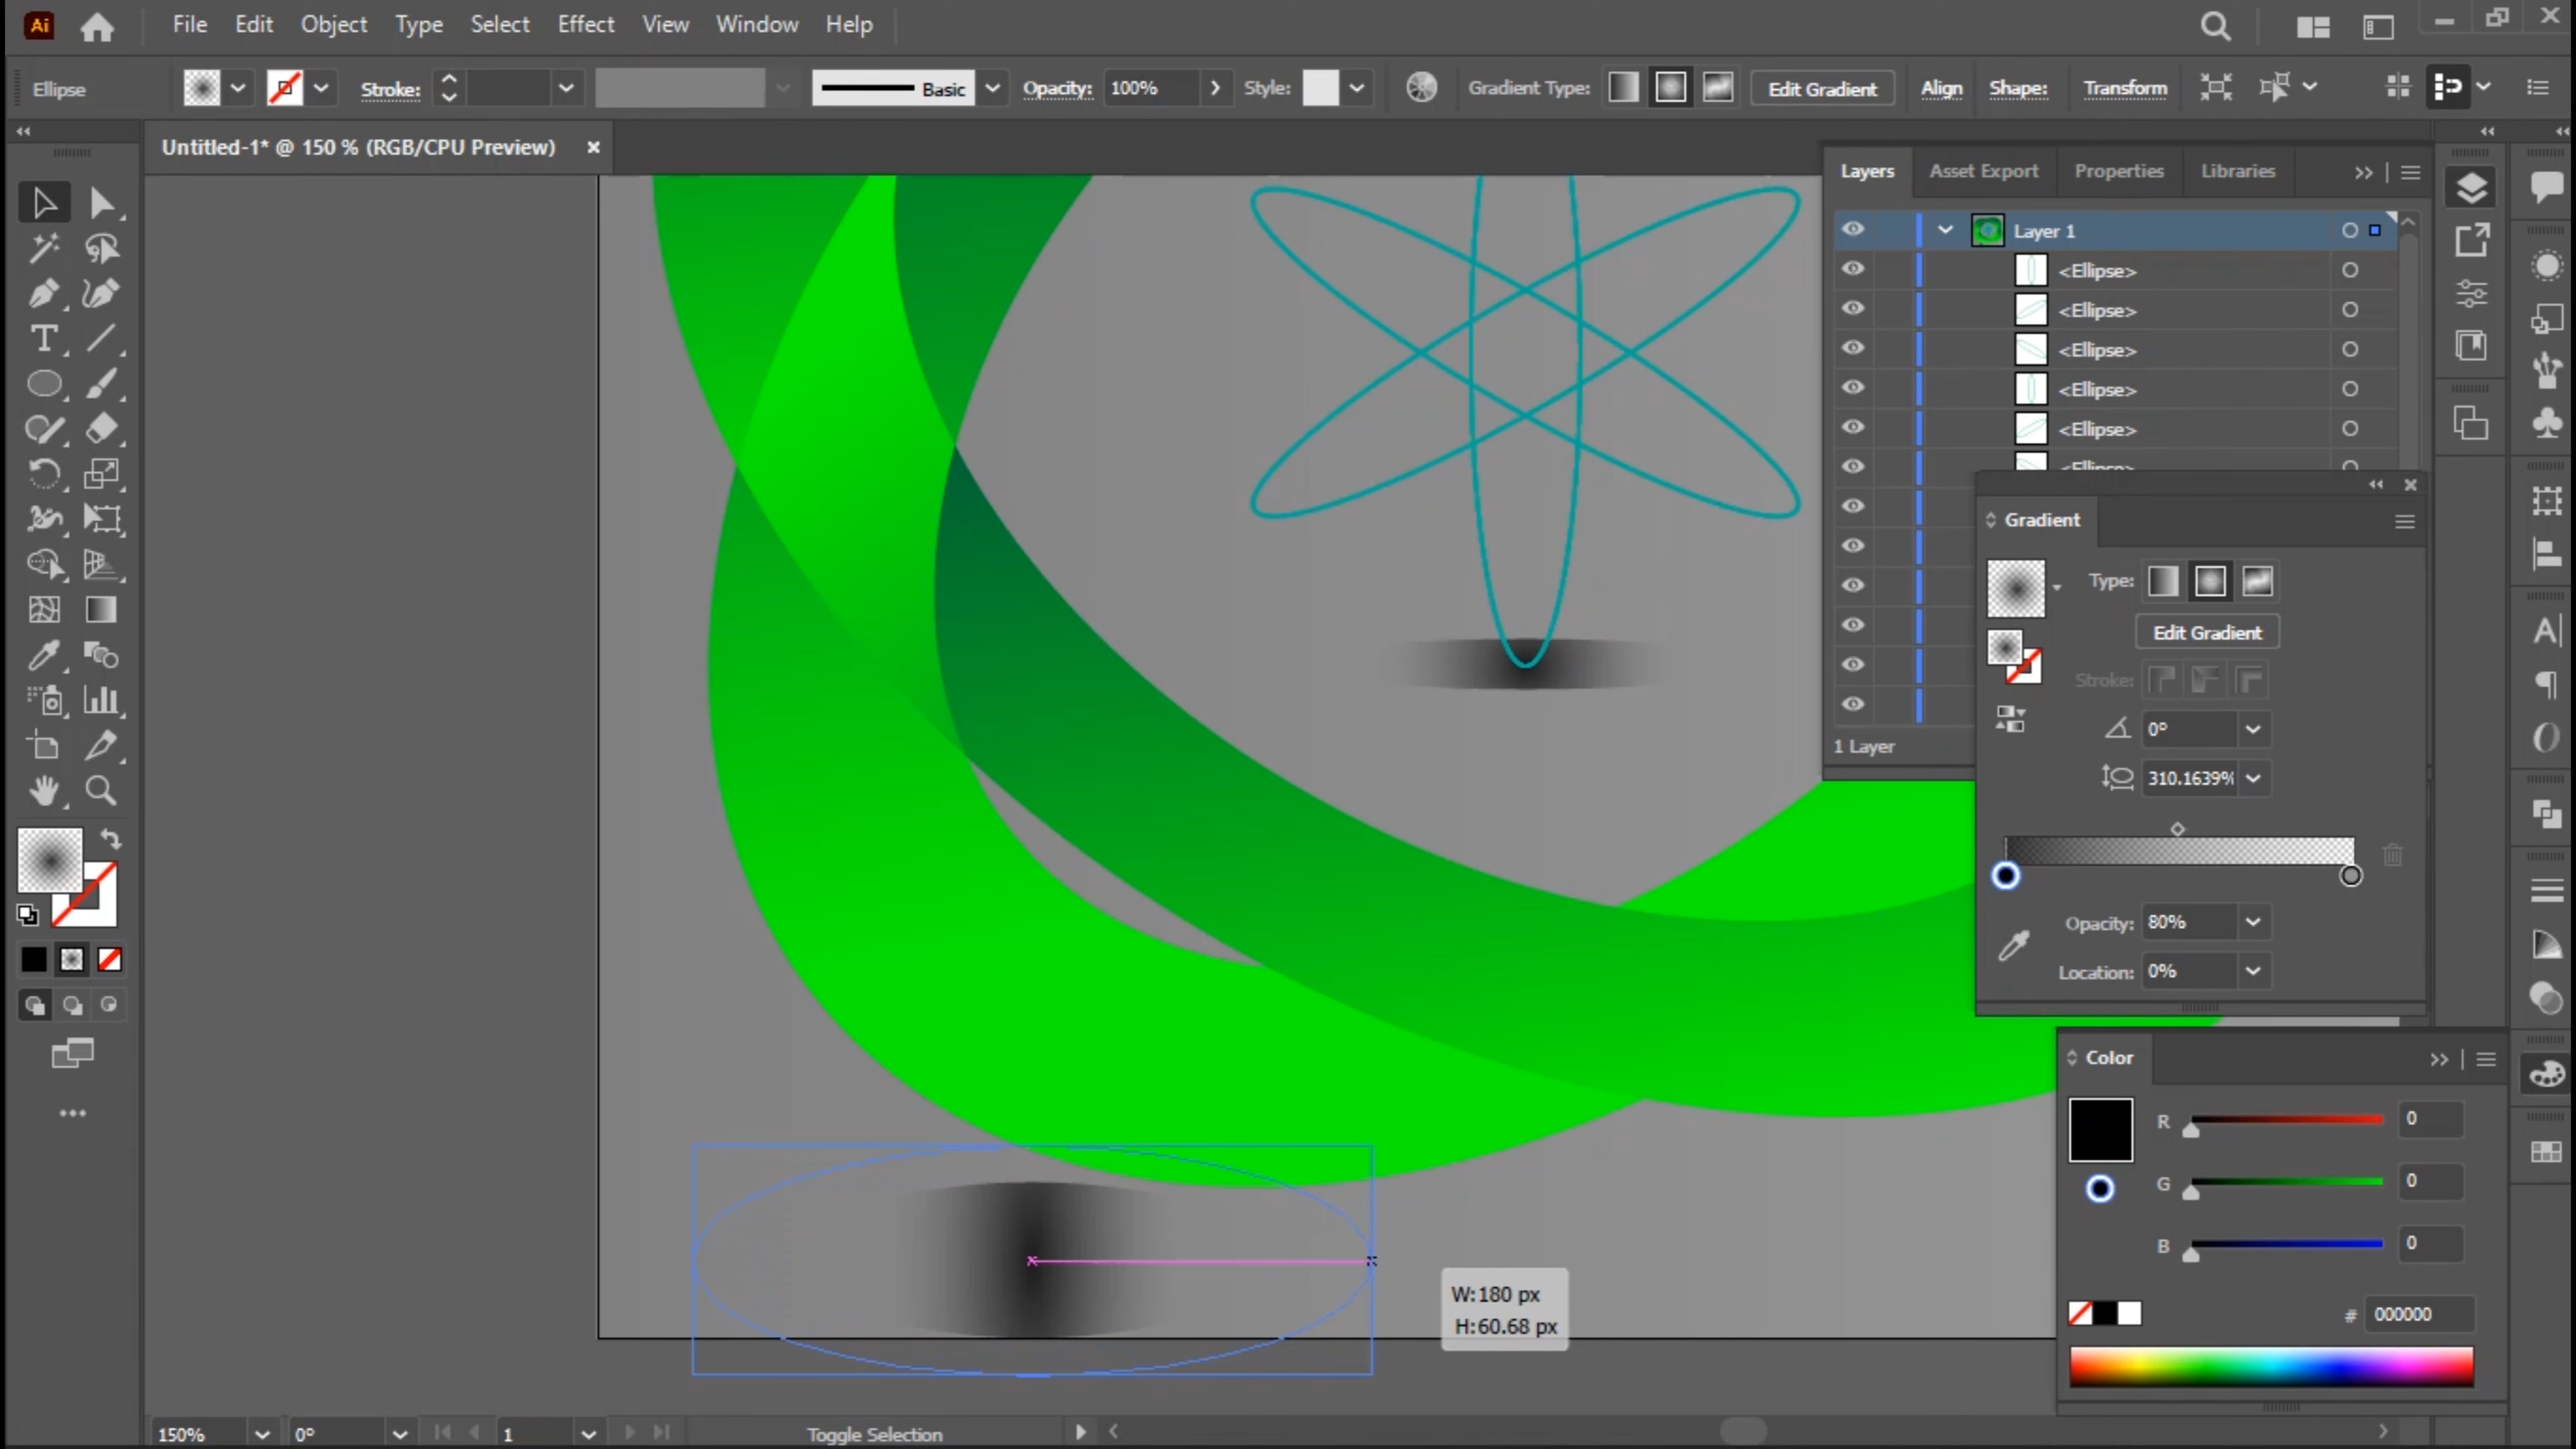 Ai File Edit Object Type Select Effect View Window Help
Ellipse Stroke: Basic Opacity: 100% Style: Gradient Type: Edit Gradient Align Shape: Transform
Untitled-1* @ 150 % (RGB/CPU Preview)
Layers Asset Export Properties Libraries
Layer 1
<Ellipse>
<Ellipse>
<Ellipse>
<Ellipse>
<Ellipse>
<Ellipse>
1 Layer
Gradient
Type:
Edit Gradient
Stroke:
0°
310.1639%
Opacity: 80%
Location: 0%
Color
R 0
G 0
B 0
# 000000
W:180 px
H:60.68 px
150% 0° 1 Toggle Selection